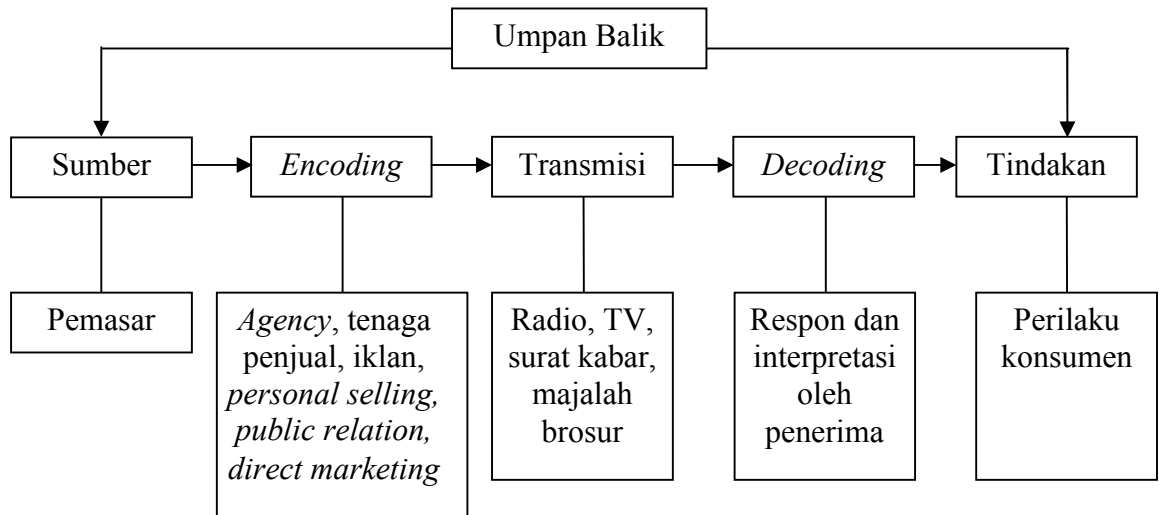 Umpan Balik
Sumber
Encoding
Transmisi
Decoding
Tindakan
Pemasar
Agency, tenaga
penjual, iklan,
personal selling,
public relation,
direct marketing
Radio, TV,
surat kabar,
majalah
brosur
Respon dan
interpretasi
oleh
penerima
Perilaku
konsumen